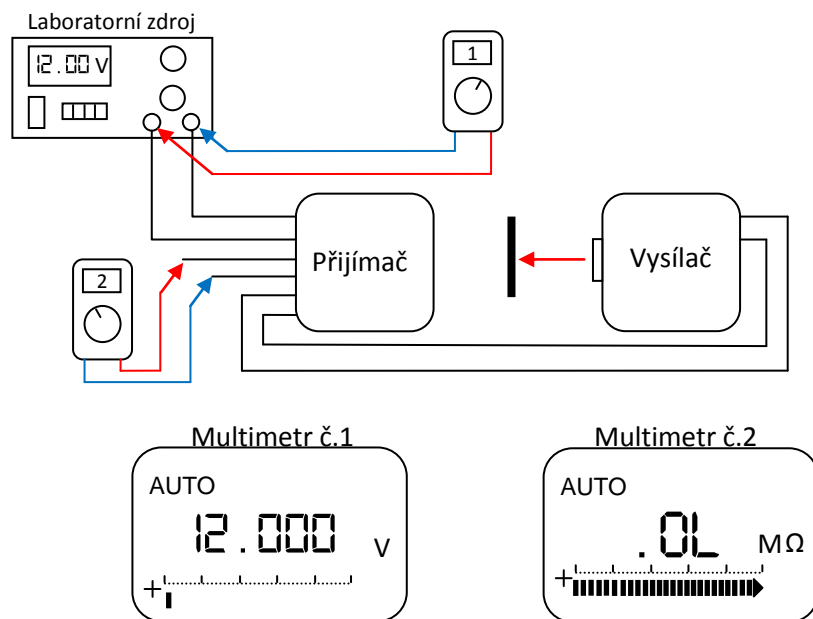 Laboratorní zdroj
12.00 V
1
Přijímač
Vysílač
2
Multimetr č.1
AUTO
12.000 V
+
Multimetr č.2
AUTO
.0L MΩ
+